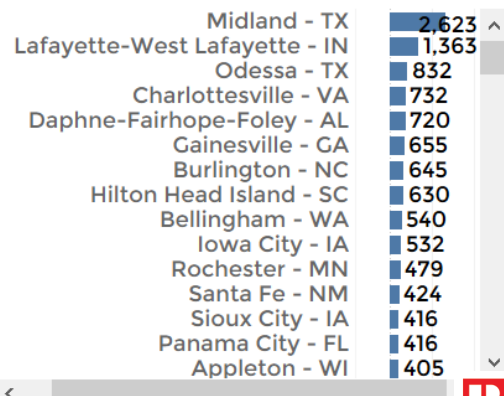 Midland - TX 2,623
Lafayette-West Lafayette - IN 1,363
Odessa - TX 832
Charlottesville - VA 732
Daphne-Fairhope-Foley - AL 720
Gainesville - GA 655
Burlington - NC 645
Hilton Head Island - SC 630
Bellingham - WA 540
Iowa City - IA 532
Rochester - MN 479
Santa Fe - NM 424
Sioux City - IA 416
Panama City - FL 416
Appleton - WI 405